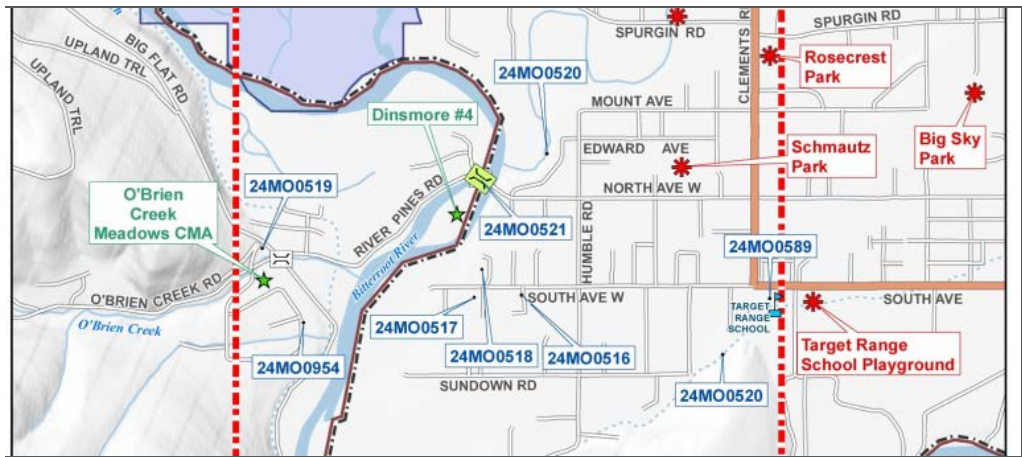 SPURGIN RD
SPURGIN RD
CLEMENTS R
BIG FLAT RD
UPLAND TRL
UPLAND TRL
24MO0520
Rosecrest
Park
MOUNT AVE
Dinsmore #4
Big Sky
Park
EDWARD AVE
Schmautz
Park
O'Brien
Creek
Meadows CMA
24MO0519
NORTH AVE W
RIVER PINES RD
24MO0521
HUMBLE RD
24MO0589
Bitterroot River
O'BRIEN CREEK RD
SOUTH AVE W
SOUTH AVE
TARGET
RANGE
SCHOOL
O'Brien Creek
24MO0517
24MO0518
24MO0516
Target Range
School Playground
24MO0954
SUNDOWN RD
24MO0520